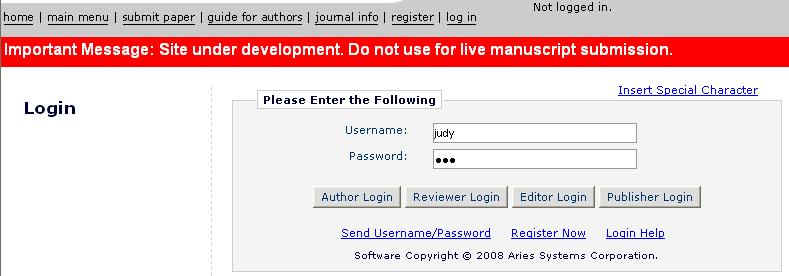 Not logged in.
home | main menu | submit paper | guide for authors | journal info | register | log in
Important Message: Site under development. Do not use for live manuscript submission.
Insert Special Character
Login
Please Enter the Following
Username: judy
Password: ●●●
Author Login Reviewer Login Editor Login Publisher Login
Send Username/Password Register Now Login Help
Software Copyright © 2008 Aries Systems Corporation.